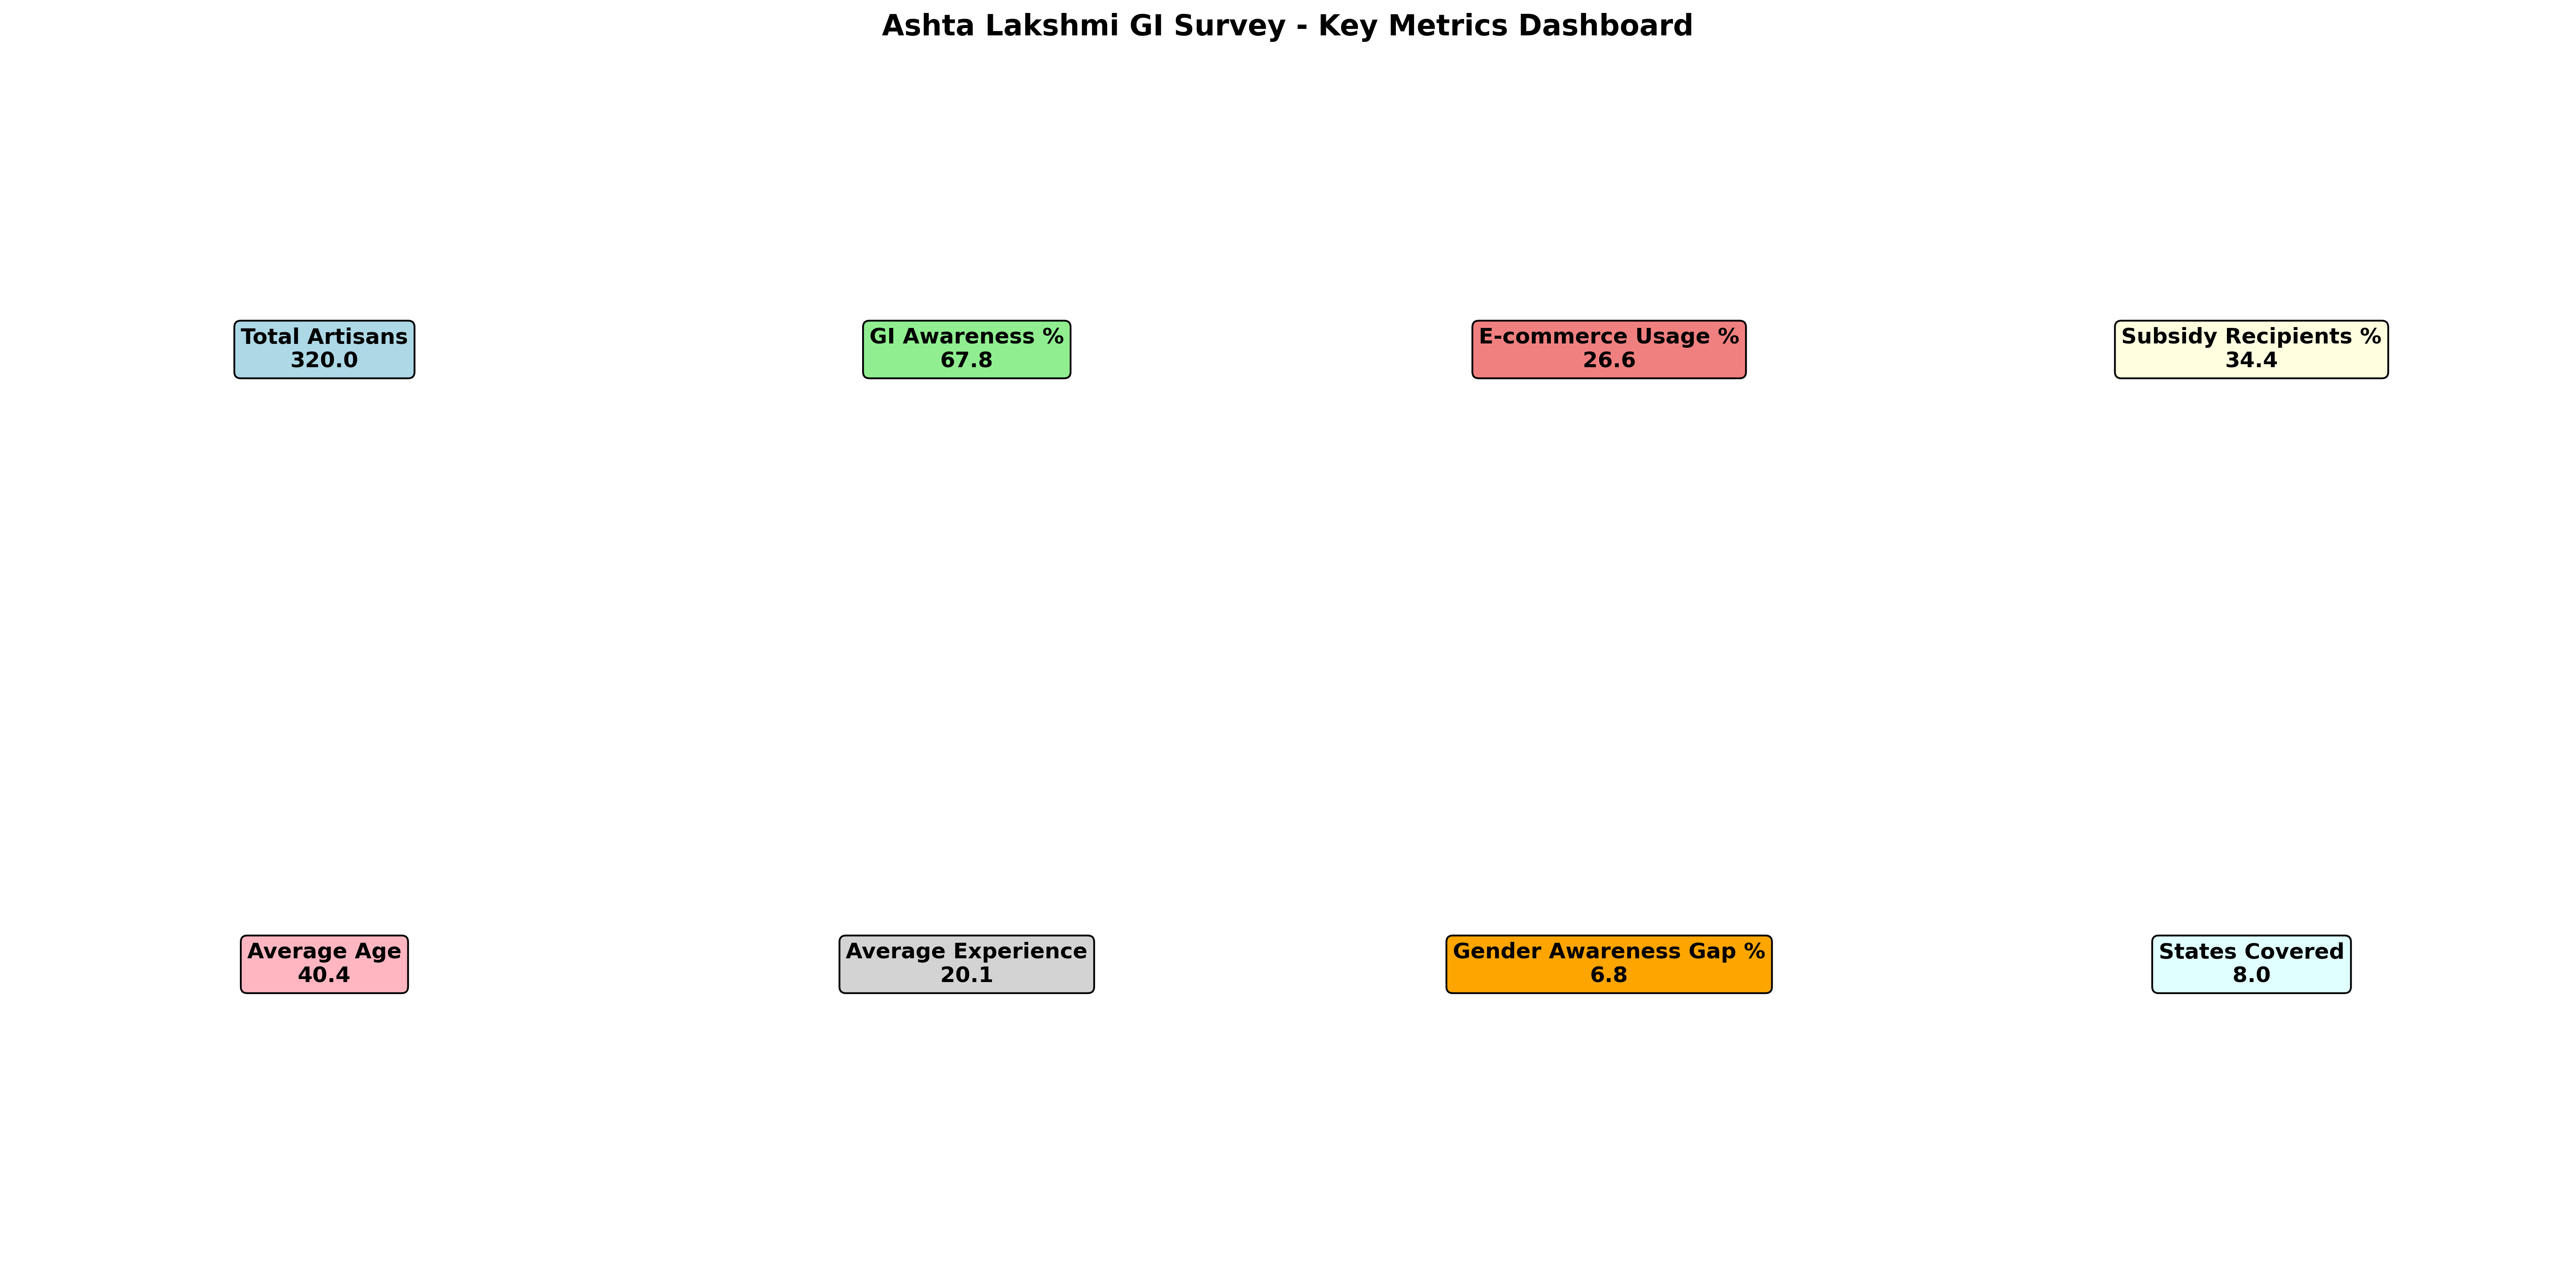 Ashta Lakshmi GI Survey - Key Metrics Dashboard
Total Artisans
320.0
GI Awareness %
67.8
E-commerce Usage %
26.6
Subsidy Recipients %
34.4
Average Age
40.4
Average Experience
20.1
Gender Awareness Gap %
6.8
States Covered
8.0